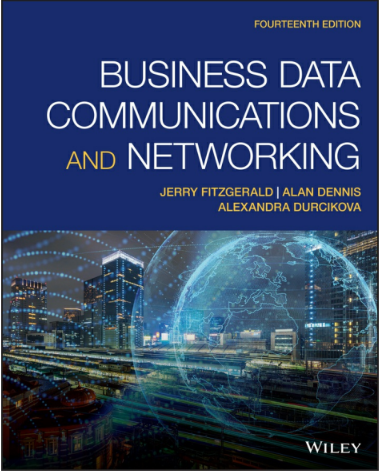 FOURTEENTH EDITION
BUSINESS DATA
COMMUNICATIONS
AND NETWORKING
JERRY FITZGERALD | ALAN DENNIS
ALEXANDRA DURCIKOVA
WILEY